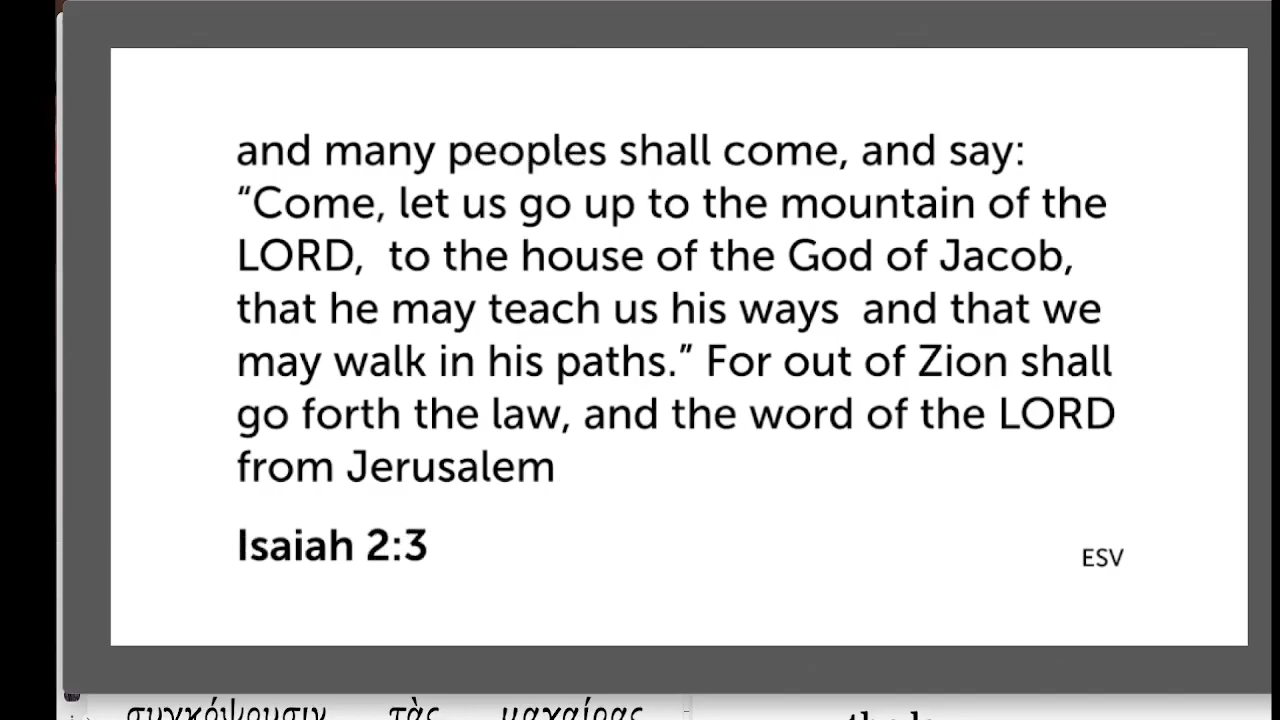 and many peoples shall come, and say:
“Come, let us go up to the mountain of the
LORD,  to the house of the God of Jacob,
that he may teach us his ways  and that we
may walk in his paths.” For out of Zion shall
go forth the law, and the word of the LORD
from Jerusalem
Isaiah 2:3
ESV
συγκόψουσιν τὰς μαχαίρας